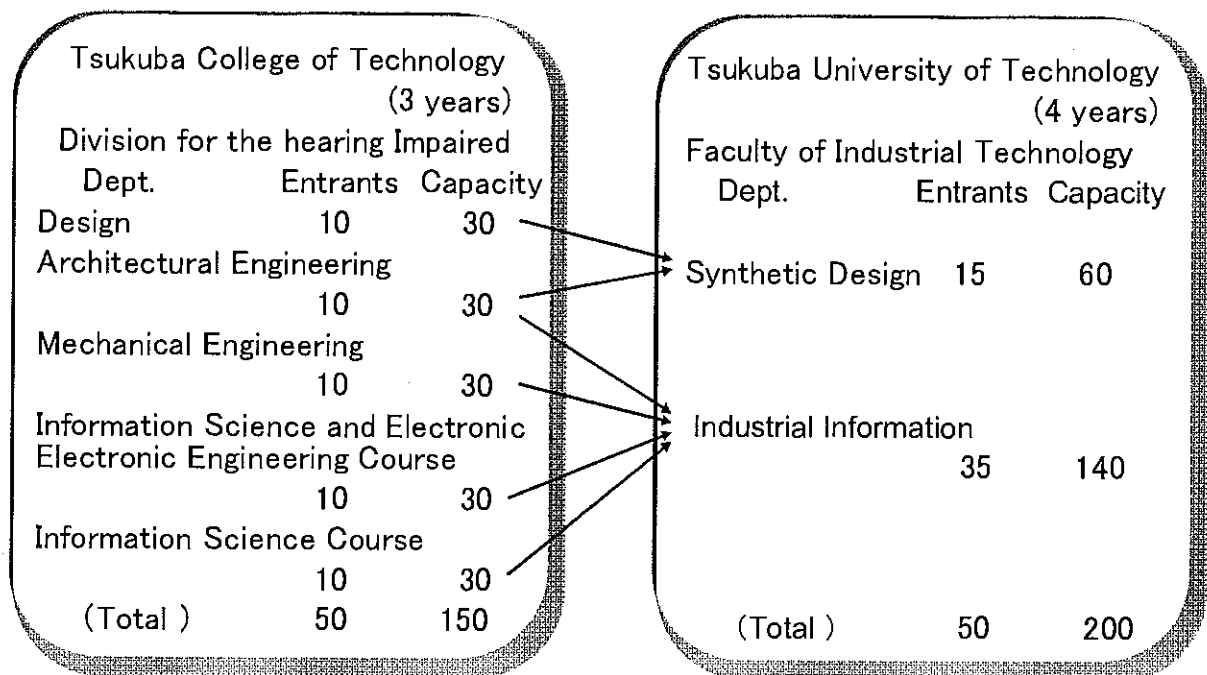 Tsukuba College of Technology
(3 years)
Division for the hearing Impaired
Dept. Entrants Capacity
Design 10 30
Architectural Engineering
10 30
Mechanical Engineering
10 30
Information Science and Electronic
Electronic Engineering Course
10 30
Information Science Course
10 30
(Total ) 50 150
Tsukuba University of Technology
(4 years)
Faculty of Industrial Technology
Dept. Entrants Capacity
Synthetic Design 15 60
Industrial Information
35 140
(Total ) 50 200